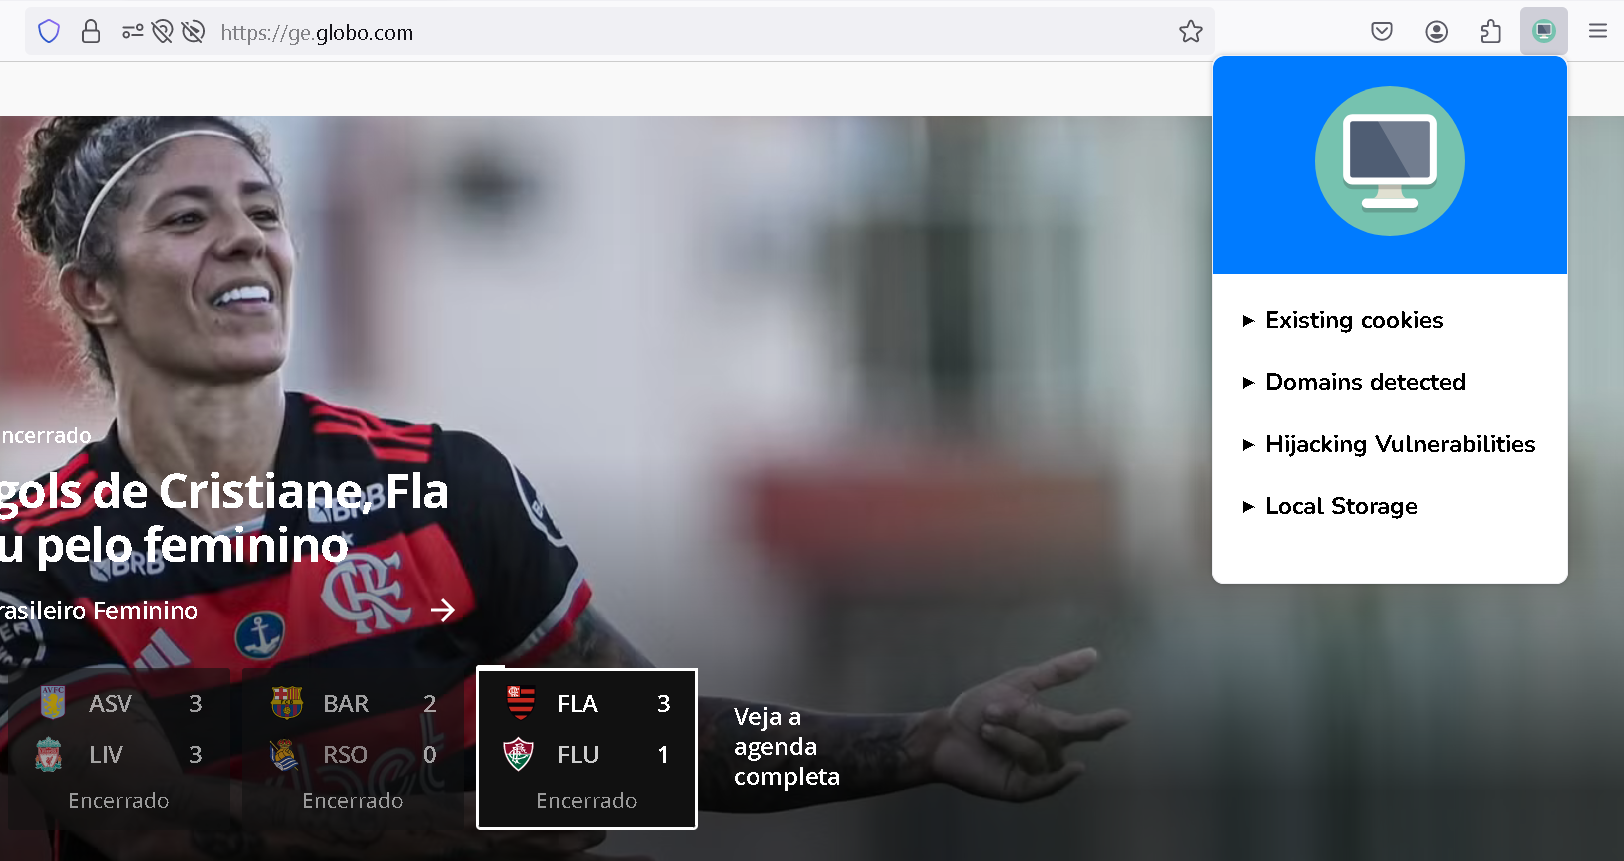 https://ge.globo.com
Existing cookies
Domains detected
Hijacking Vulnerabilities
Local Storage
ncerrado
gols de Cristiane, Fla
u pelo feminino
rasileiro Feminino
BRB
BRB
ASV 3
LIV 3
Encerrado
BAR 2
RSO 0
Encerrado
FLA 3
FLU 1
Encerrado
Veja a
agenda
completa